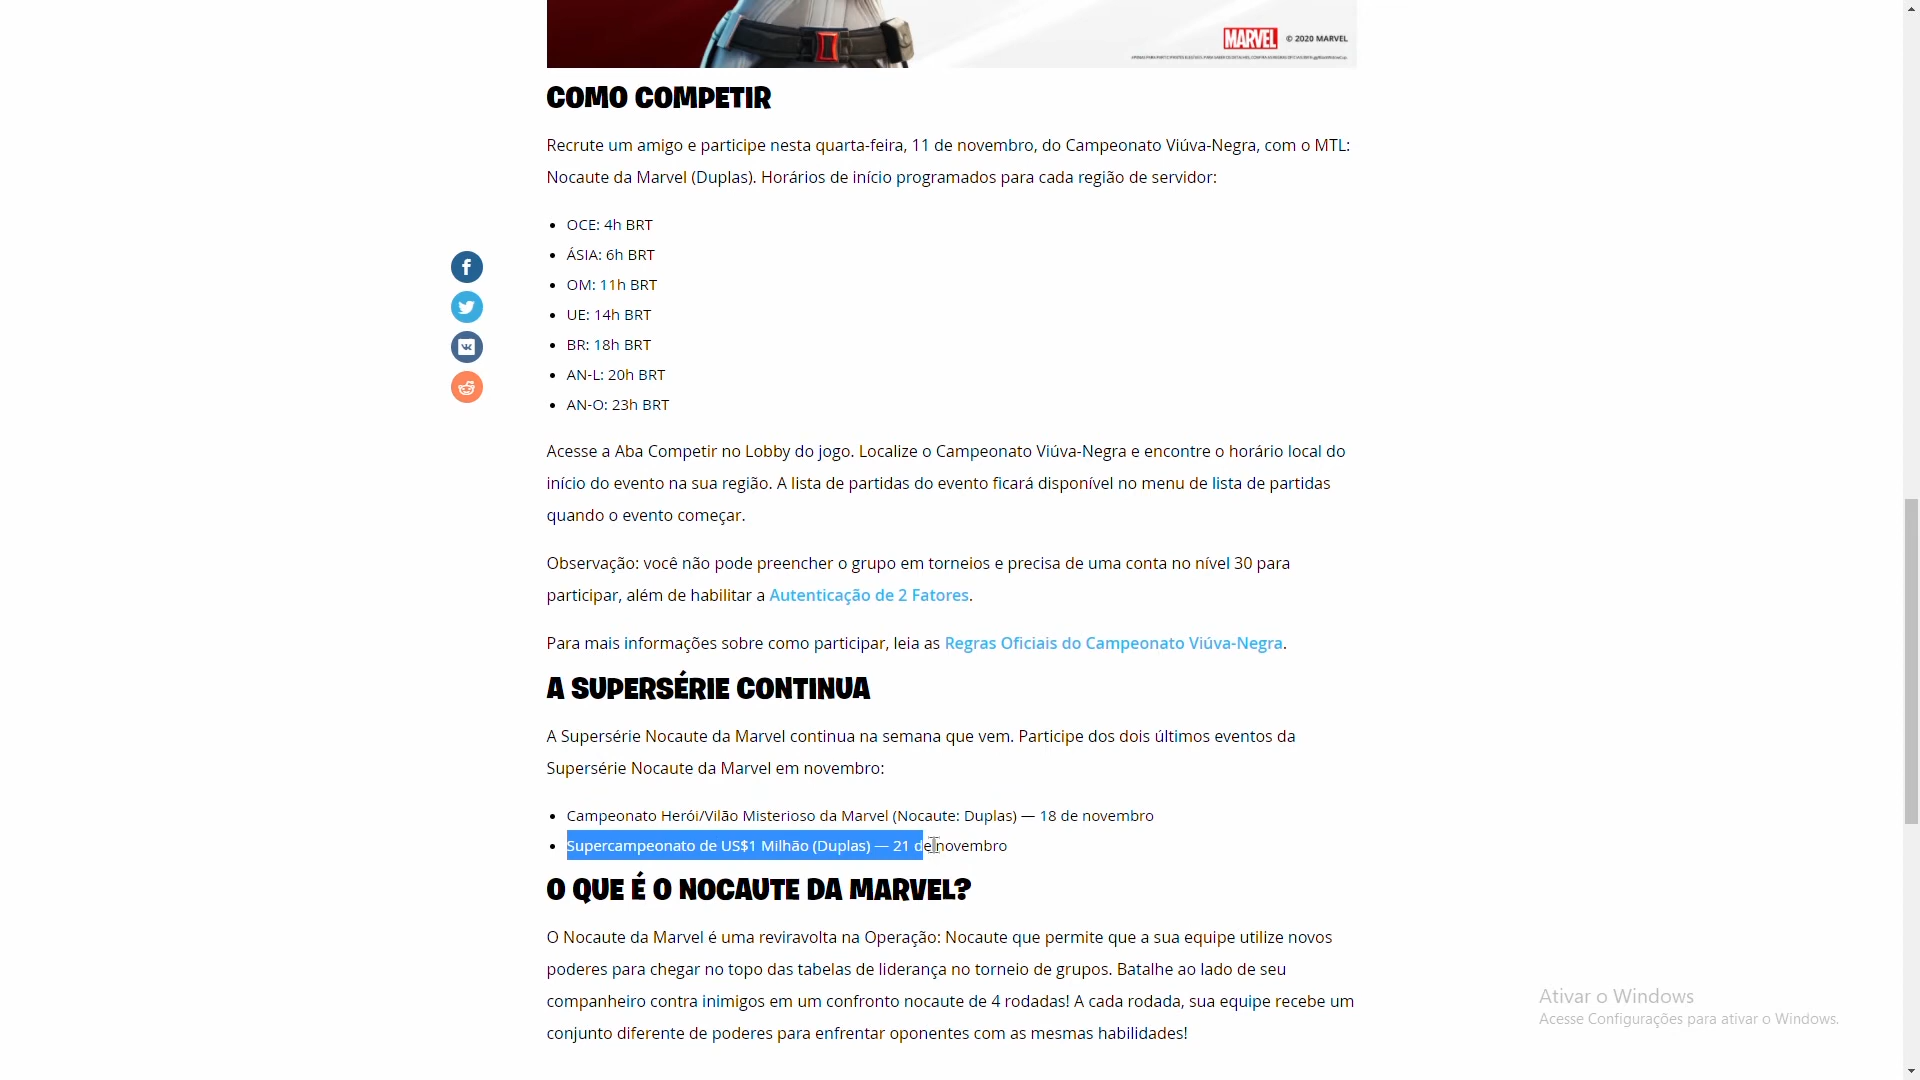 MARVEL © 2020 MARVEL
COMO COMPETIR
Recrute um amigo e participe nesta quarta-feira, 11 de novembro, do Campeonato Viúva-Negra, com o MTL:
Nocaute da Marvel (Duplas). Horários de início programados para cada região de servidor:
OCE: 4h BRT
ÁSIA: 6h BRT
OM: 11h BRT
UE: 14h BRT
BR: 18h BRT
AN-L: 20h BRT
AN-O: 23h BRT
Acesse a Aba Competir no Lobby do jogo. Localize o Campeonato Viúva-Negra e encontre o horário local do
início do evento na sua região. A lista de partidas do evento ficará disponível no menu de lista de partidas
quando o evento começar.
Observação: você não pode preencher o grupo em torneios e precisa de uma conta no nível 30 para
participar, além de habilitar a Autenticação de 2 Fatores.
Para mais informações sobre como participar, leia as Regras Oficiais do Campeonato Viúva-Negra.
A SUPERSÉRIE CONTINUA
A Supersérie Nocaute da Marvel continua na semana que vem. Participe dos dois últimos eventos da
Supersérie Nocaute da Marvel em novembro:
Campeonato Herói/Vilão Misterioso da Marvel (Nocaute: Duplas) — 18 de novembro
Supercampeonato de US$1 Milhão (Duplas) — 21 de novembro
O QUE É O NOCAUTE DA MARVEL?
O Nocaute da Marvel é uma reviravolta na Operação: Nocaute que permite que a sua equipe utilize novos
poderes para chegar no topo das tabelas de liderança no torneio de grupos. Batalhe ao lado de seu
companheiro contra inimigos em um confronto nocaute de 4 rodadas! A cada rodada, sua equipe recebe um
conjunto diferente de poderes para enfrentar oponentes com as mesmas habilidades!
Ativar o Windows
Acesse Configurações para ativar o Windows.